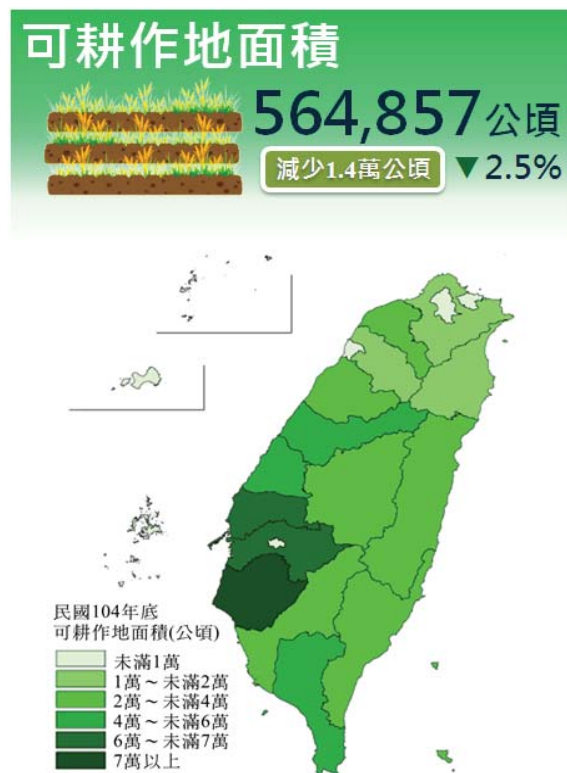 可耕作地面積
564,857公頃
減少1.4萬公頃 ▼2.5%
民國104年底
可耕作地面積(公頃)
未滿1萬
1萬～未滿2萬
2萬～未滿4萬
4萬～未滿6萬
6萬～未滿7萬
7萬以上